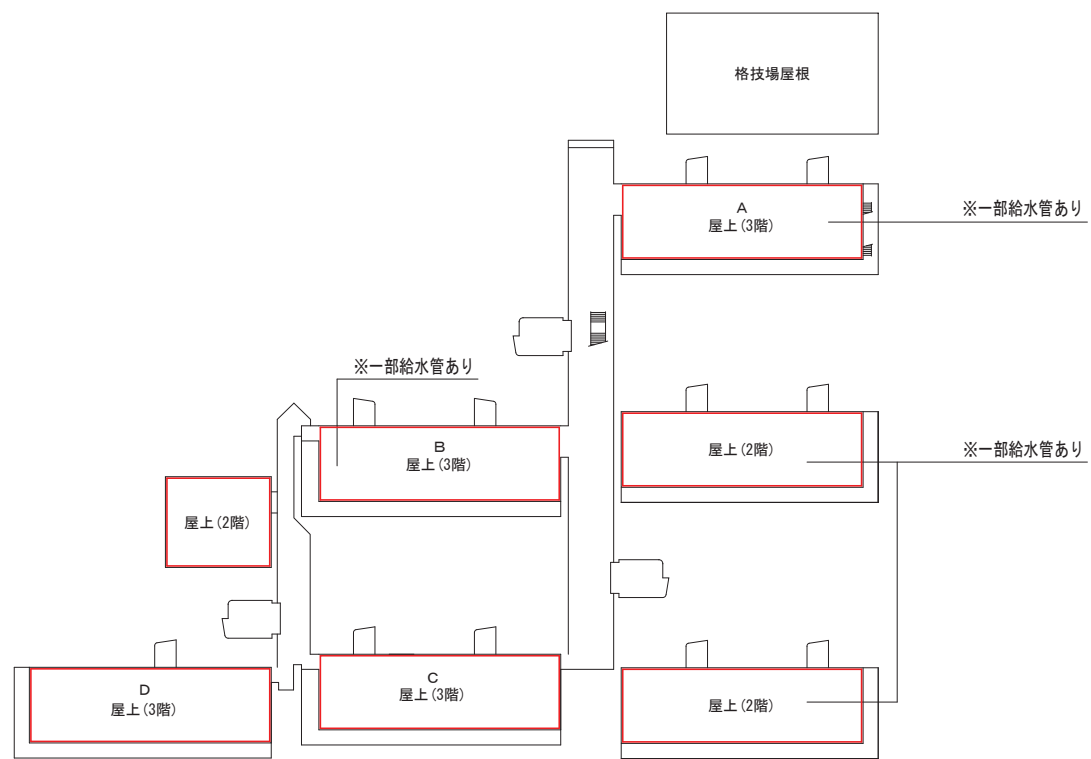 格技場屋根
A
屋上(3階)
※一部給水管あり
※一部給水管あり
B
屋上(3階)
屋上(2階)
※一部給水管あり
屋上(2階)
D
屋上(3階)
C
屋上(3階)
屋上(2階)